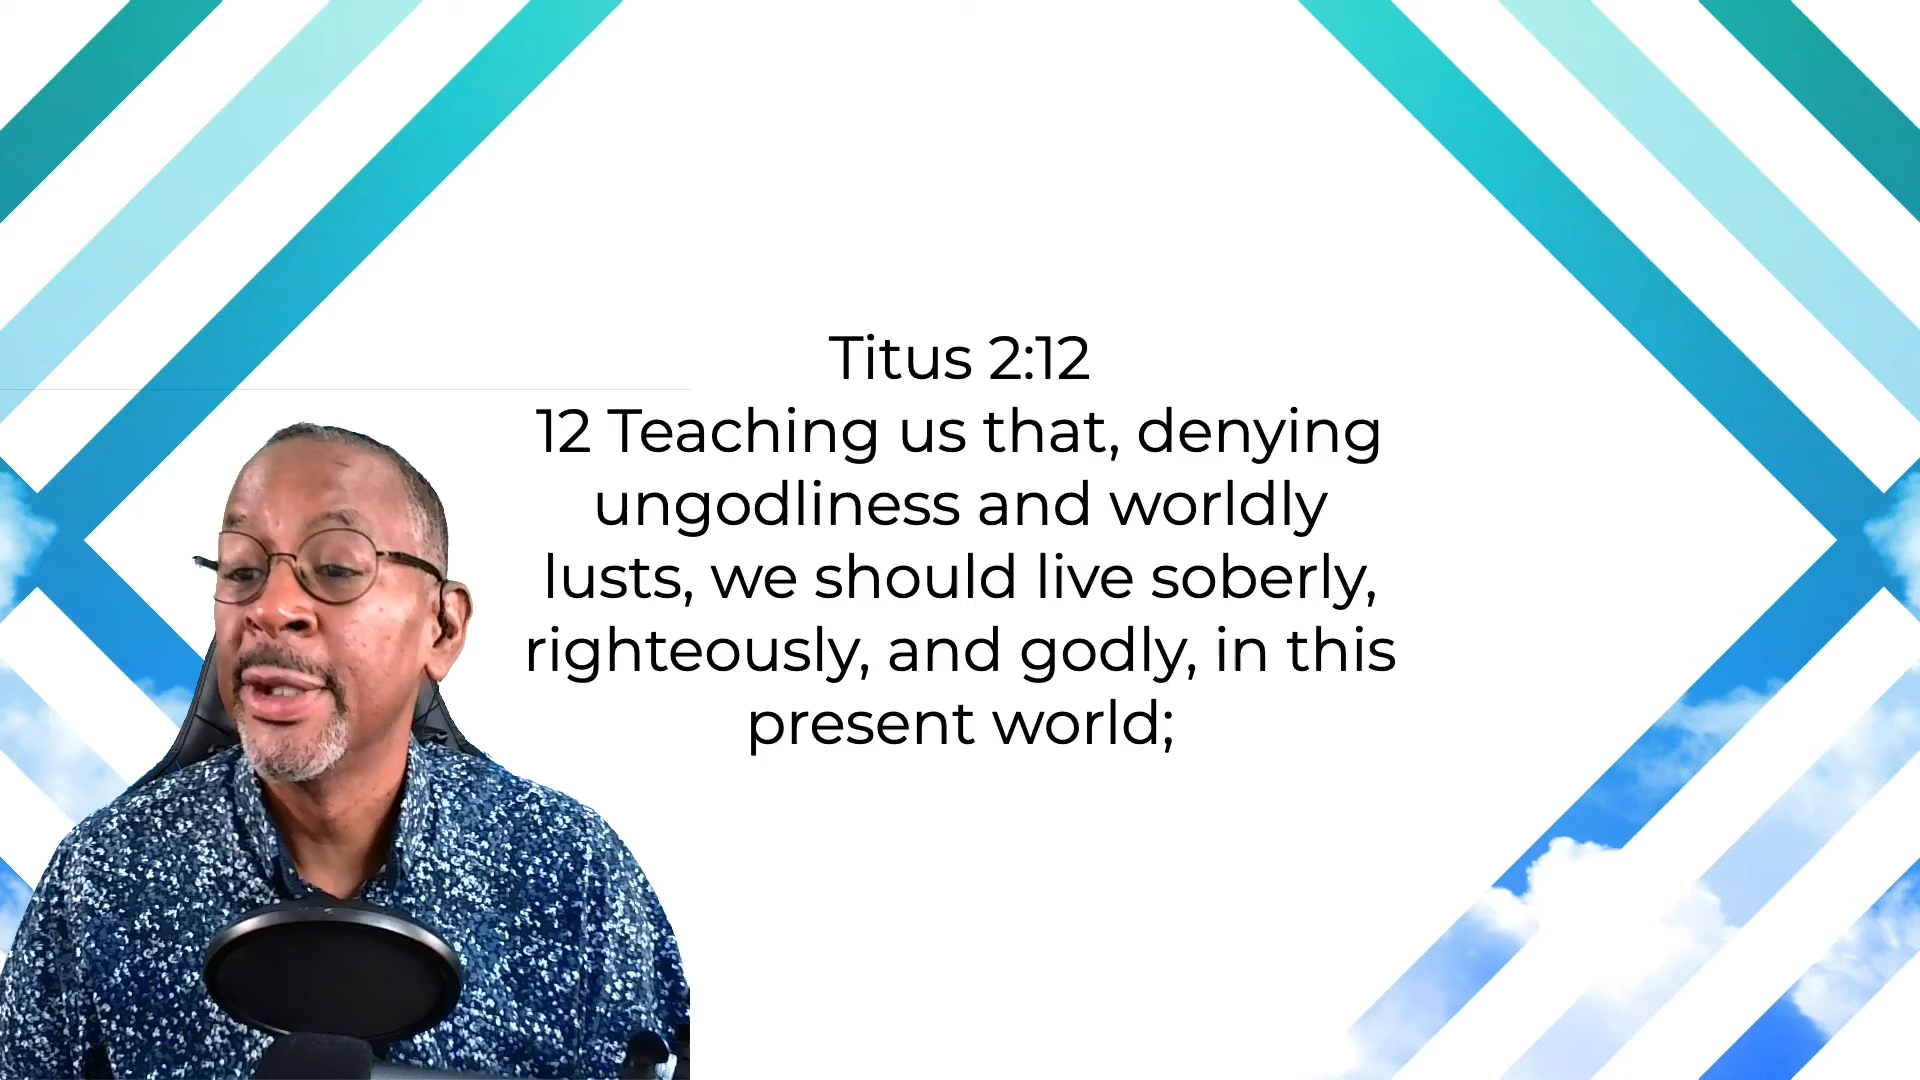 Titus 2:12
12 Teaching us that, denying
ungodliness and worldly
lusts, we should live soberly,
righteously, and godly, in this
present world;